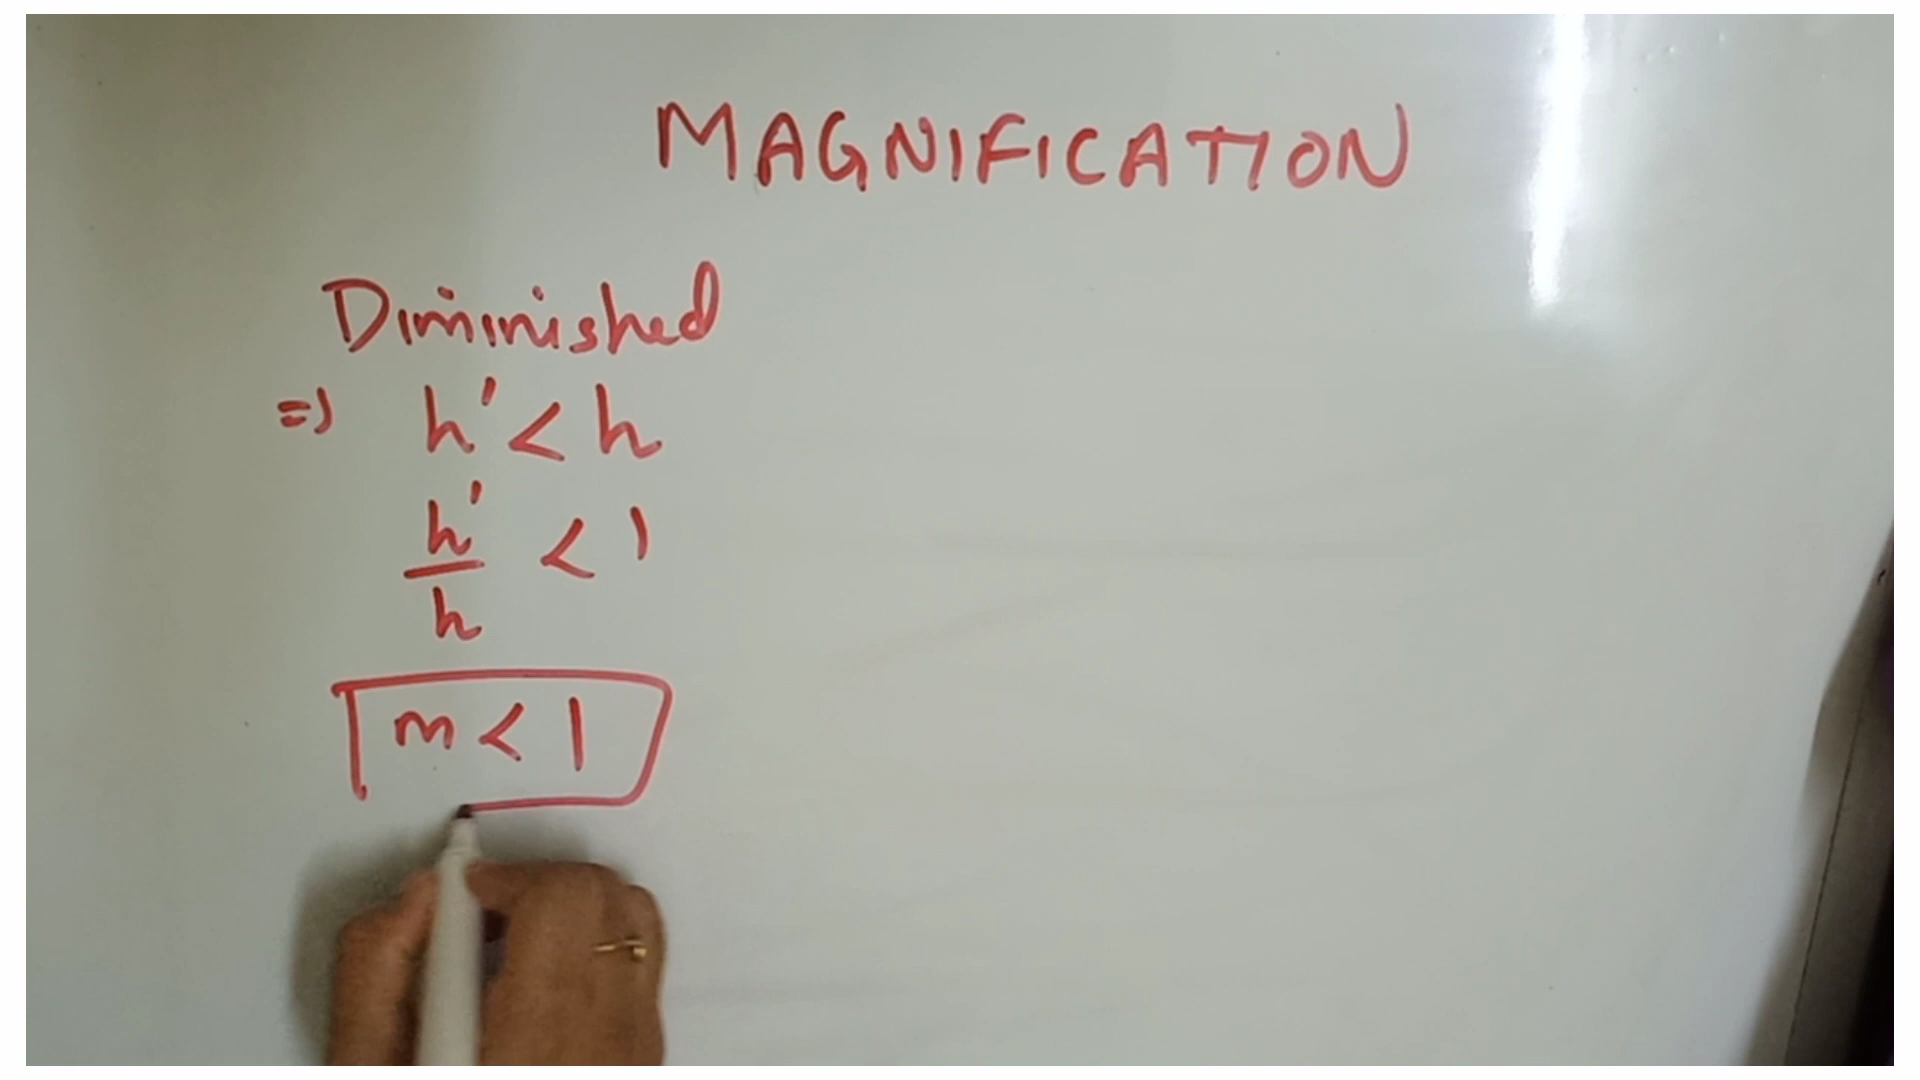 MAGNIFICATION
Diminished
=) h' < h
h'/h < 1
m < 1